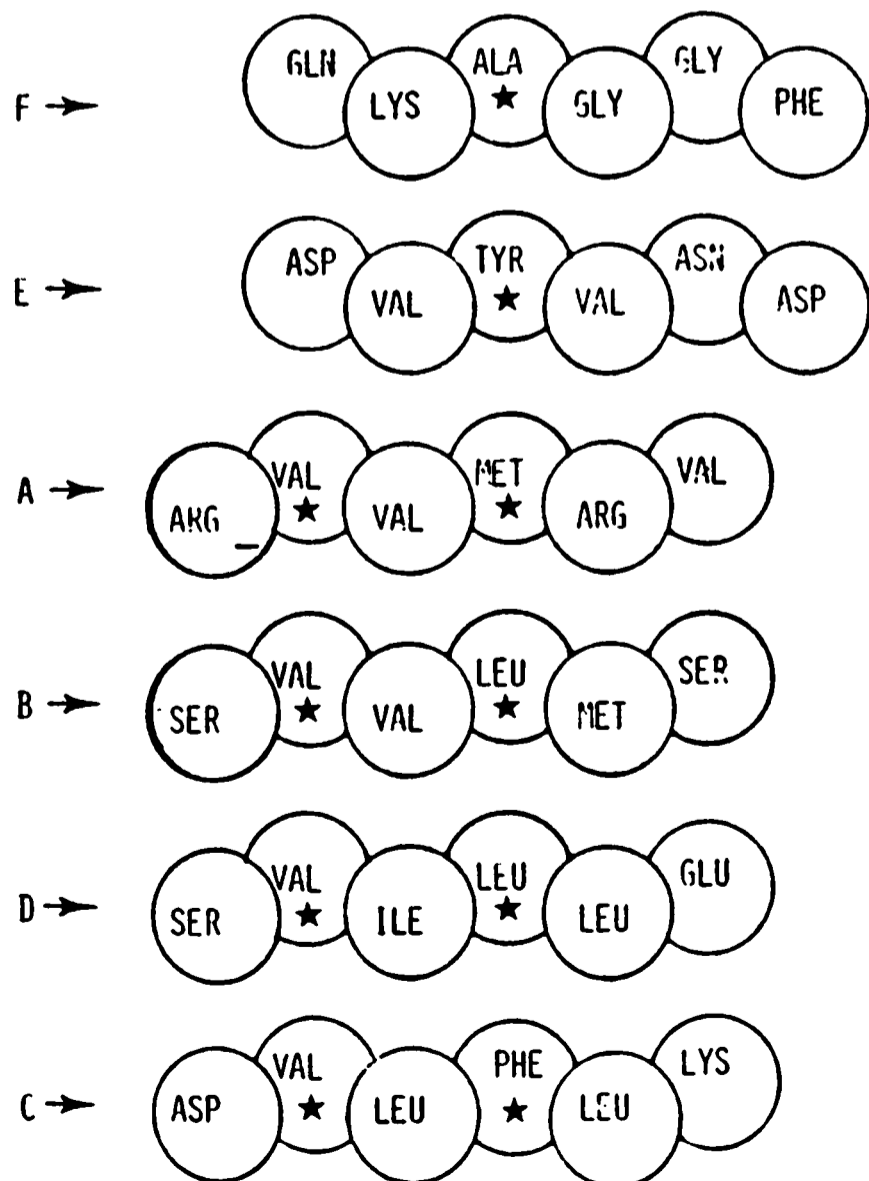 F → GLN LYS ALA ★ GLY GLY PHE
E → ASP VAL TYR ★ VAL ASN ASP
A → ARG VAL ★ VAL MET ★ ARG VAL
B → SER VAL ★ VAL LEU ★ MET SER
D → SER VAL ★ ILE LEU ★ LEU GLU
C → ASP VAL ★ LEU PHE ★ LEU LYS